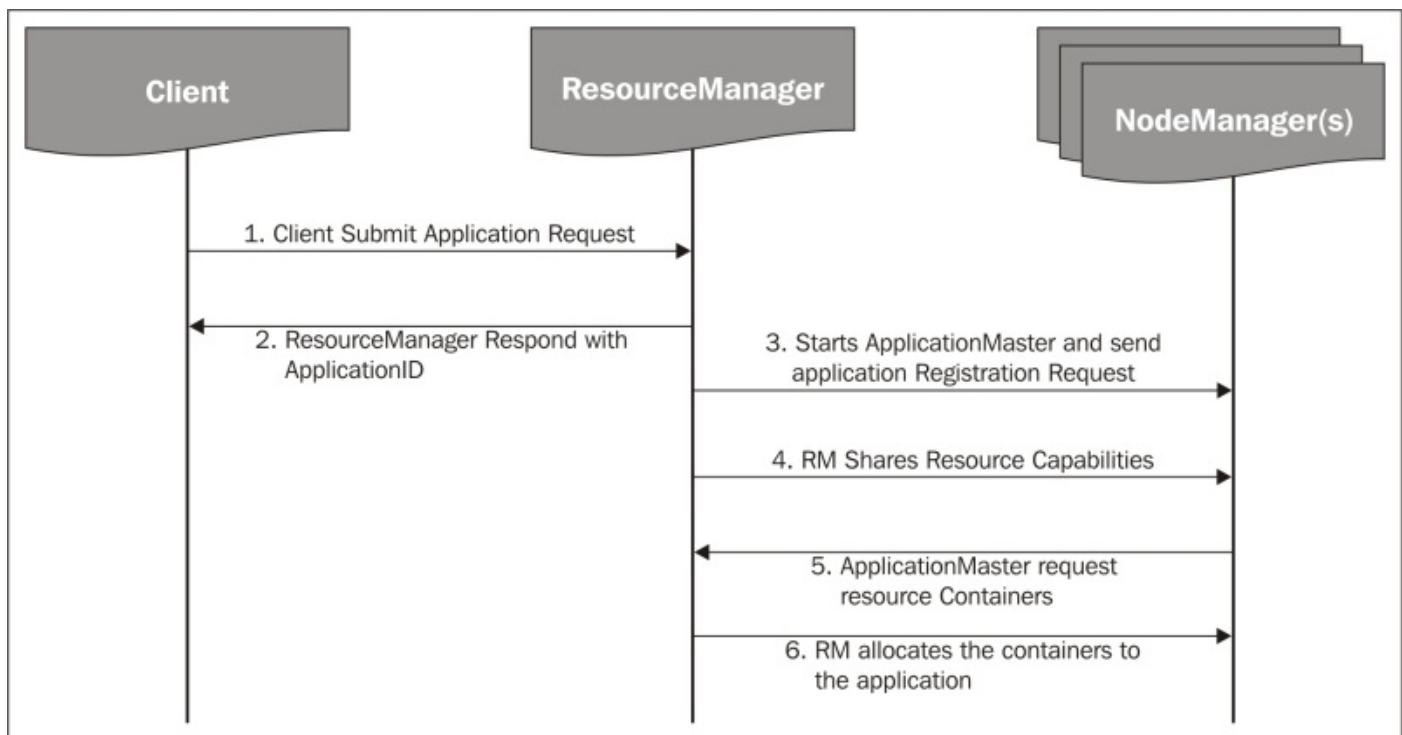 Client
ResourceManager
NodeManager(s)
1. Client Submit Application Request
2. ResourceManager Respond with
ApplicationID
3. Starts ApplicationMaster and send
application Registration Request
4. RM Shares Resource Capabilities
5. ApplicationMaster request
resource Containers
6. RM allocates the containers to
the application